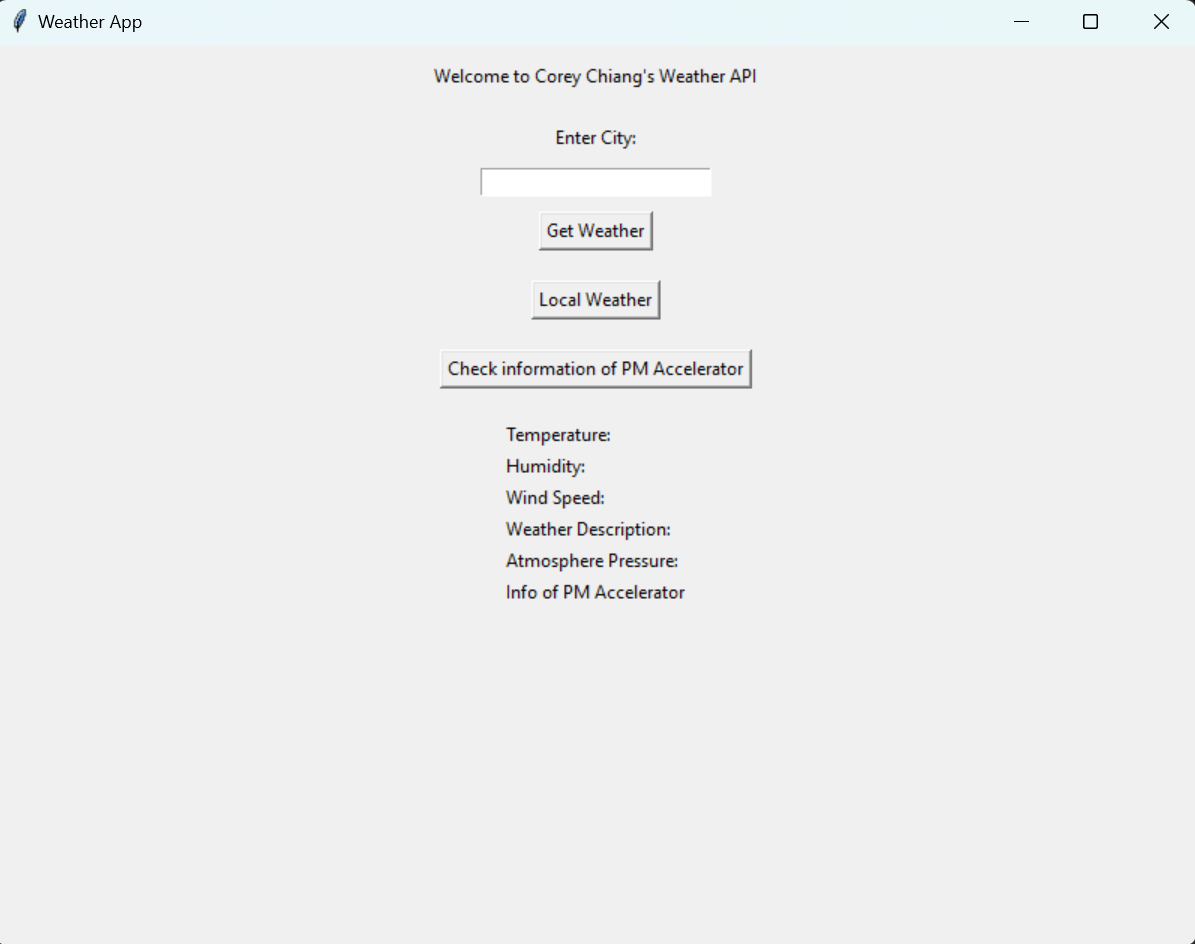 Weather App
Welcome to Corey Chiang's Weather API
Enter City:
Get Weather
Local Weather
Check information of PM Accelerator
Temperature:
Humidity:
Wind Speed:
Weather Description:
Atmosphere Pressure:
Info of PM Accelerator